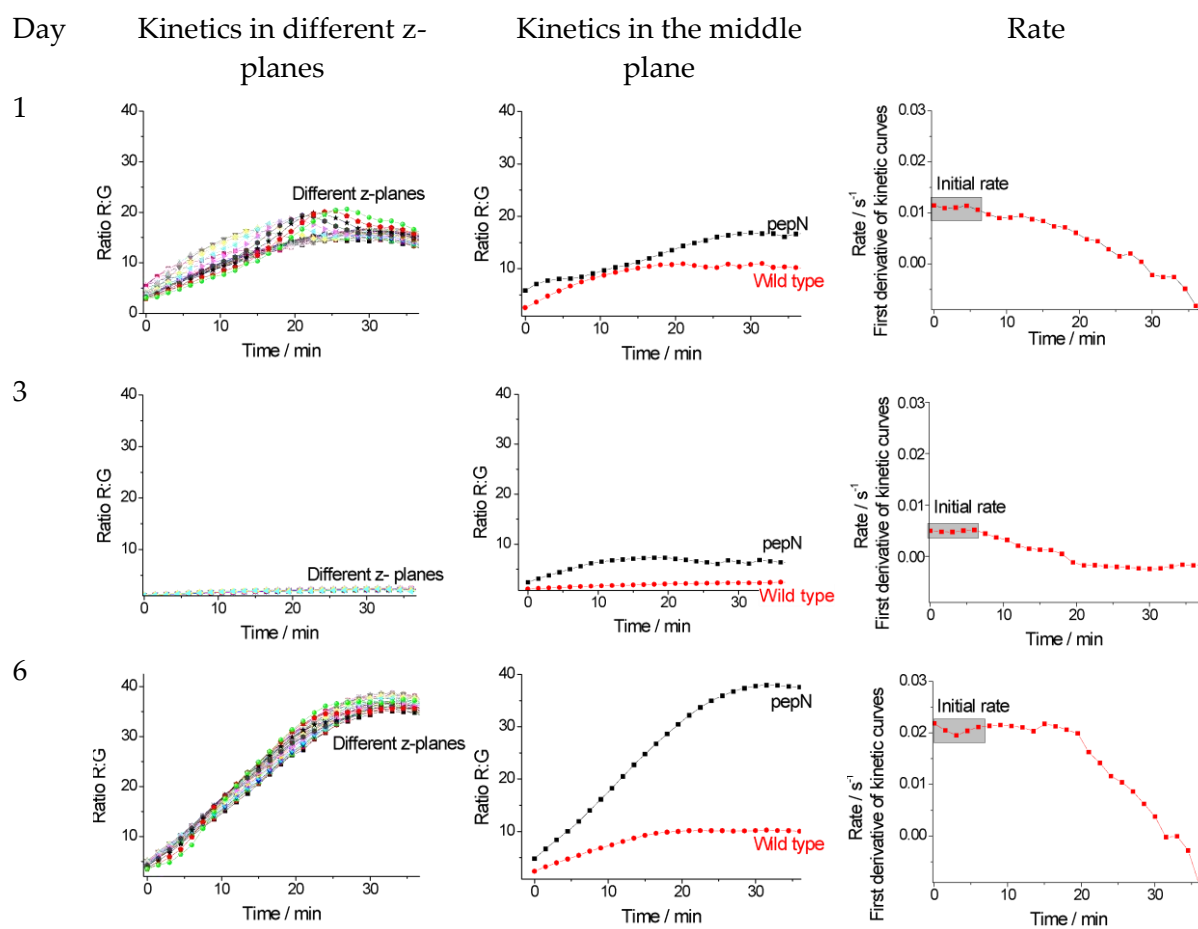 Day Kinetics in different z- Kinetics in the middle Rate
planes plane
1
40
30
20
10
Ratio R:G
Different z-planes
0 10 20 30
Time / min
40
30
20
10
Ratio R:G
pepN
Wild type
0 10 20 30
Time / min
0.03
0.02
0.01
0.00
Rate / s-1
First derivative of kinetic curves
Initial rate
0 10 20 30
Time / min
3
40
30
20
10
Ratio R:G
Different z- planes
0 10 20 30
Time / min
40
30
20
10
Ratio R:G
pepN
Wild type
0 10 20 30
Time / min
0.03
0.02
0.01
0.00
Rate / s-1
First derivative of kinetic curves
Initial rate
0 10 20 30
Time / min
6
40
30
20
10
Ratio R:G
Different z-planes
0 10 20 30
Time / min
40
30
20
10
Ratio R:G
pepN
Wild type
0 10 20 30
Time / min
0.03
0.02
0.01
0.00
Rate / s-1
First derivative of kinetic curves
Initial rate
0 10 20 30
Time / min